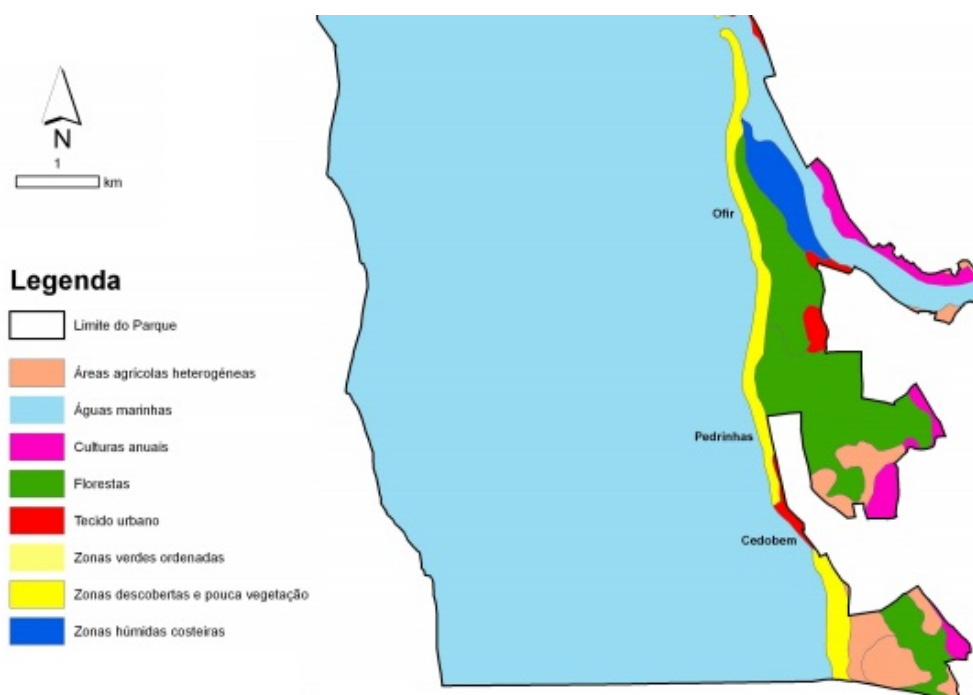 N
1
km
Ofir
Pedrinhas
Cedobem
Legenda
Limite do Parque
Áreas agrícolas heterogéneas
Águas marinhas
Culturas anuais
Florestas
Tecido urbano
Zonas verdes ordenadas
Zonas descobertas e pouca vegetação
Zonas húmidas costeiras